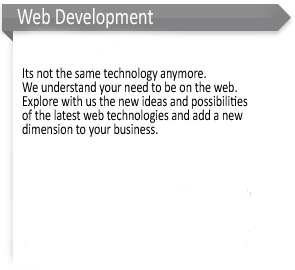 Web Development
Its not the same technology anymore.
We understand your need to be on the web.
Explore with us the new ideas and possibilities
of the latest web technologies and add a new
dimension to your business.